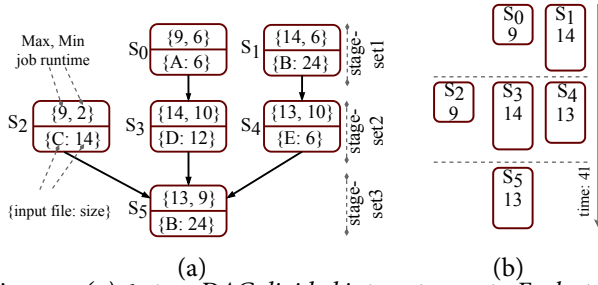 Max, Min
job runtime
S0
{9, 6}
{A: 6}
S1
{14, 6}
{B: 24}
stage-
set1
S2
{9, 2}
{C: 14}
S3
{14, 10}
{D: 12}
S4
{13, 10}
{E: 6}
stage-
set2
{input file: size}
S5
{13, 9}
{B: 24}
stage-
set3
(a)
S0
9
S1
14
S2
9
S3
14
S4
13
S5
13
time: 41
(b)